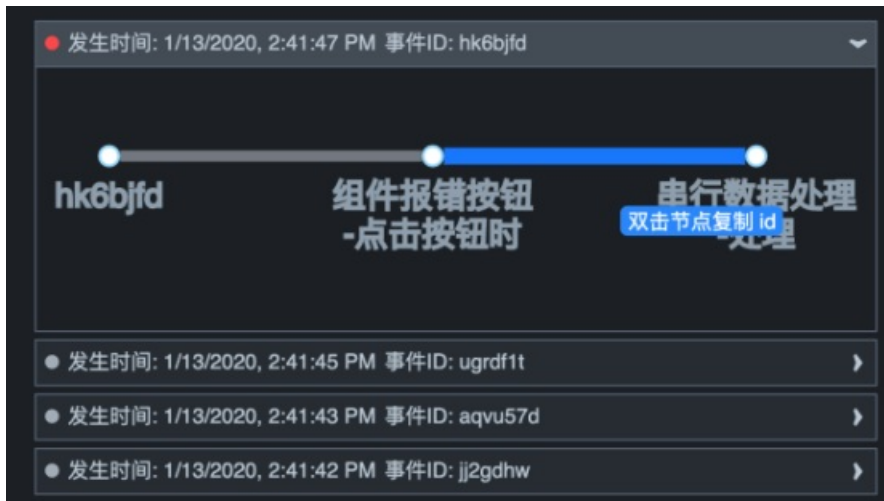 发生时间: 1/13/2020, 2:41:47 PM 事件ID: hk6bjfd
hk6bjfd
组件报错按钮
-点击按钮时
串行数据处理
-处理
双击节点复制 id
发生时间: 1/13/2020, 2:41:45 PM 事件ID: ugrdf1t
发生时间: 1/13/2020, 2:41:43 PM 事件ID: aqvu57d
发生时间: 1/13/2020, 2:41:42 PM 事件ID: jj2gdhw